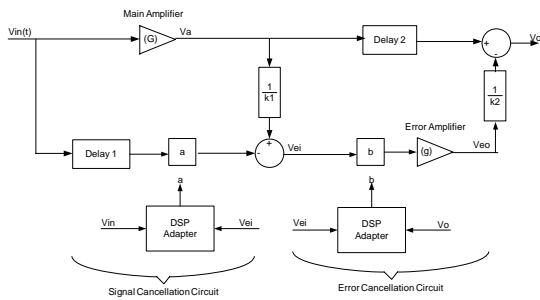 Main Amplifier
Vin(t)
(G)
Va
Delay 2
+
-
Vo
1
k1
1
k2
Error Amplifier
Delay 1
a
-
+
Vei
b
(g)
Veo
a
b
Vin
DSP
Adapter
Vei
Vei
DSP
Adapter
Vo
Signal Cancellation Circuit
Error Cancellation Circuit